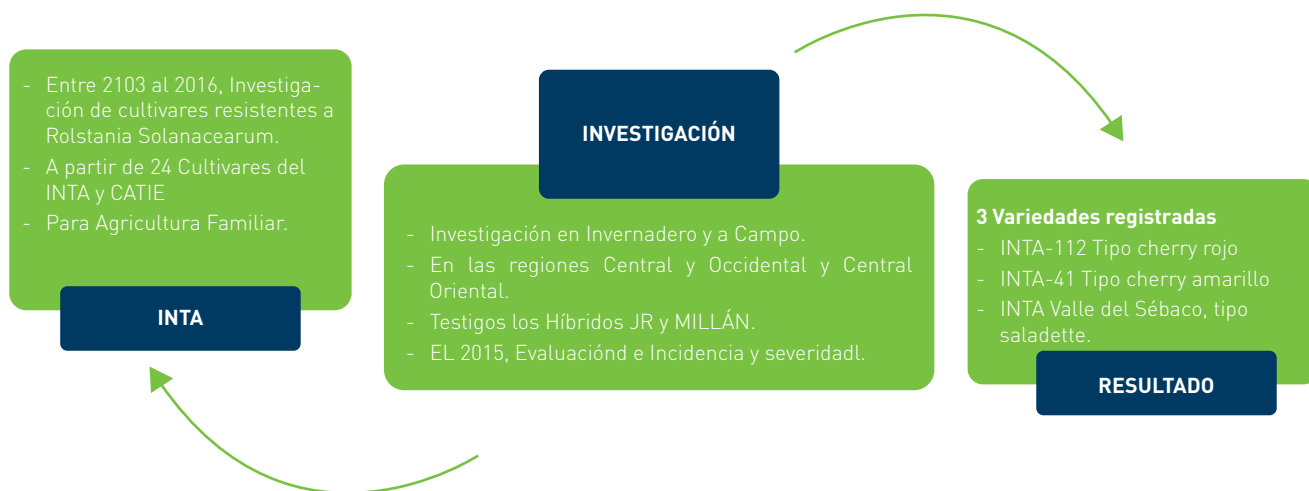 - Entre 2103 al 2016, Investiga-
ción de cultivares resistentes a
Rolstania Solanacearum.
- A partir de 24 Cultivares del
INTA y CATIE
- Para Agricultura Familiar.
INTA
INVESTIGACIÓN
- Investigación en Invernadero y a Campo.
- En las regiones Central y Occidental y Central
Oriental.
- Testigos los Híbridos JR y MILLÁN.
- EL 2015, Evaluaciónd e Incidencia y severidadl.
3 Variedades registradas
- INTA-112 Tipo cherry rojo
- INTA-41 Tipo cherry amarillo
- INTA Valle del Sébaco, tipo
saladette.
RESULTADO